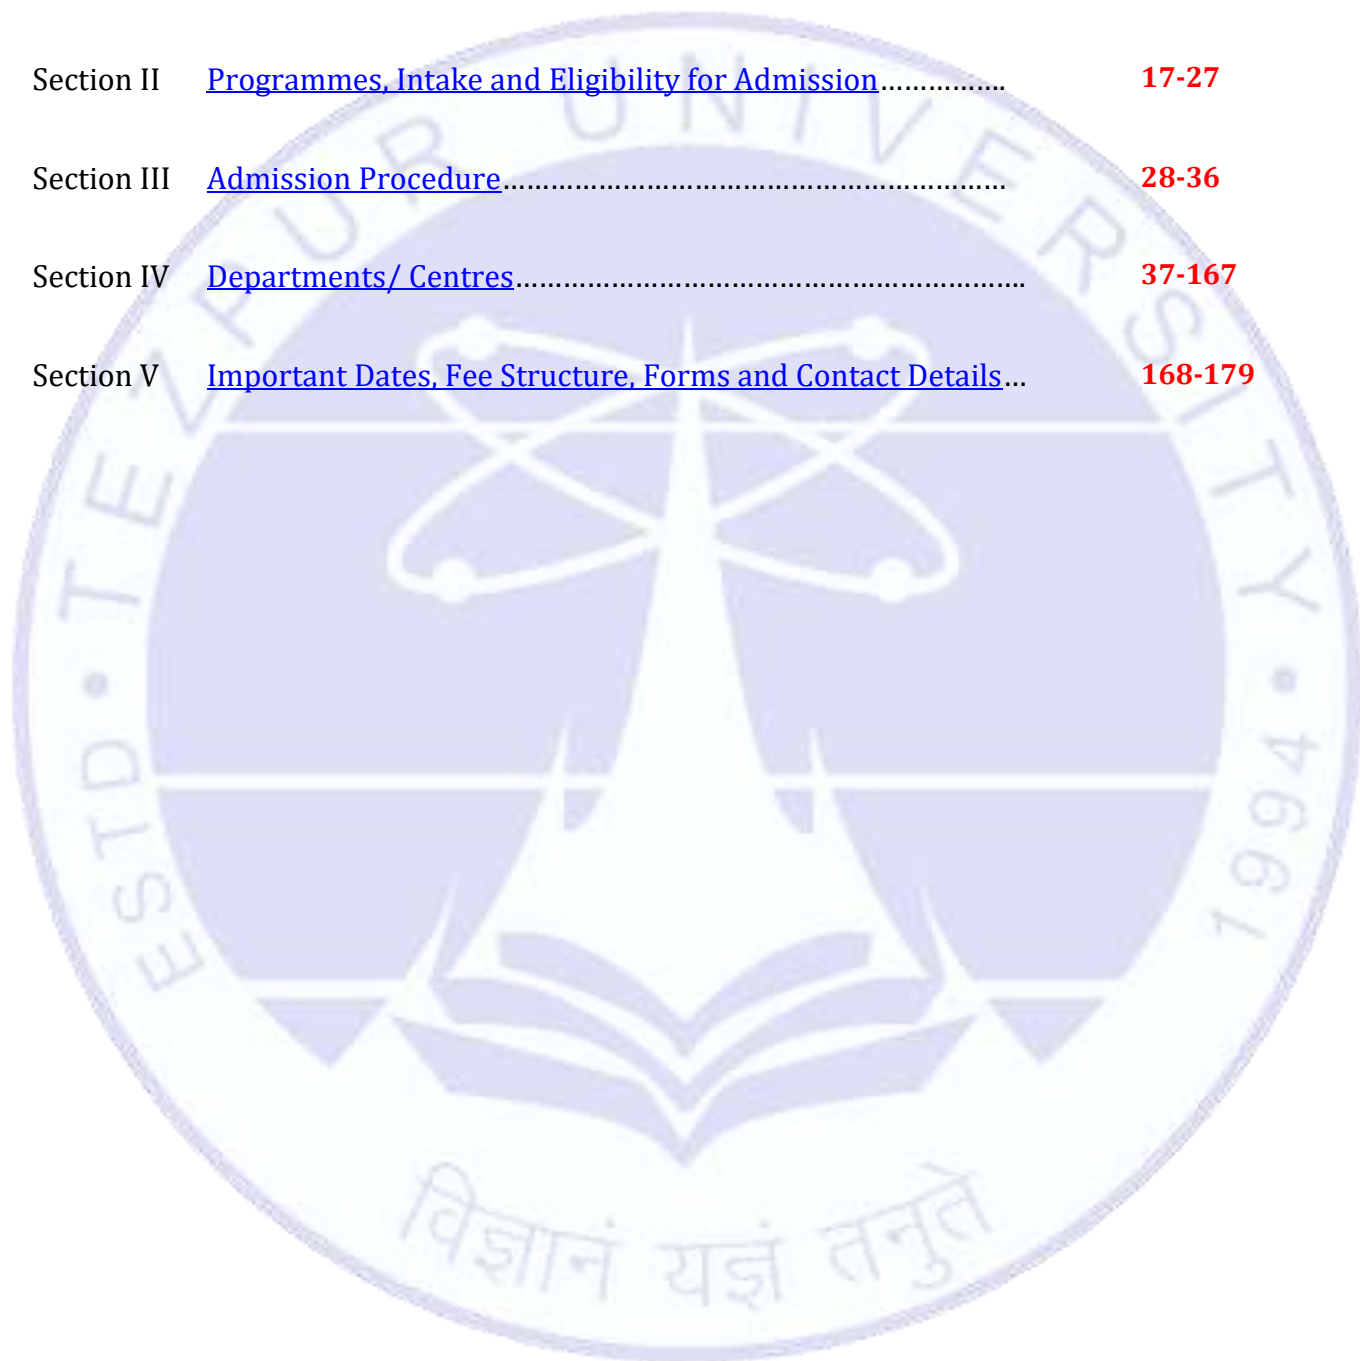 Section II Programmes, Intake and Eligibility for Admission................ 17-27
Section III Admission Procedure................................................................ 28-36
Section IV Departments/ Centres................................................................. 37-167
Section V Important Dates, Fee Structure, Forms and Contact Details... 168-179
TEZPUR UNIVERSITY
ESTD • • 1994
विज्ञानं यज्ञं तनुते